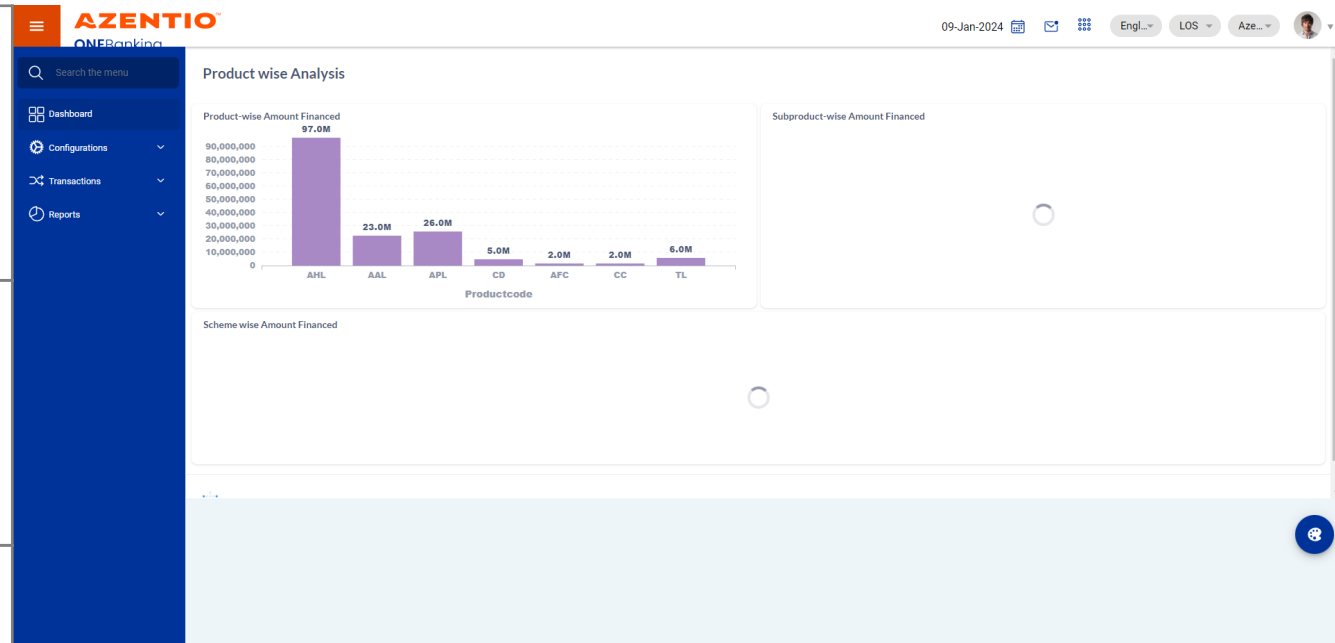 AZENTIO™
ONEBanking
09-Jan-2024
Engl...
LOS
Aze...
Search the menu
Dashboard
Configurations
Transactions
Reports
Product wise Analysis
Product-wise Amount Financed
97.0M
90,000,000
80,000,000
70,000,000
60,000,000
50,000,000
40,000,000
30,000,000
20,000,000
10,000,000
0
23.0M
26.0M
5.0M
2.0M
2.0M
6.0M
AHL AAL APL CD AFC CC TL
Productcode
Subproduct-wise Amount Financed
Scheme wise Amount Financed